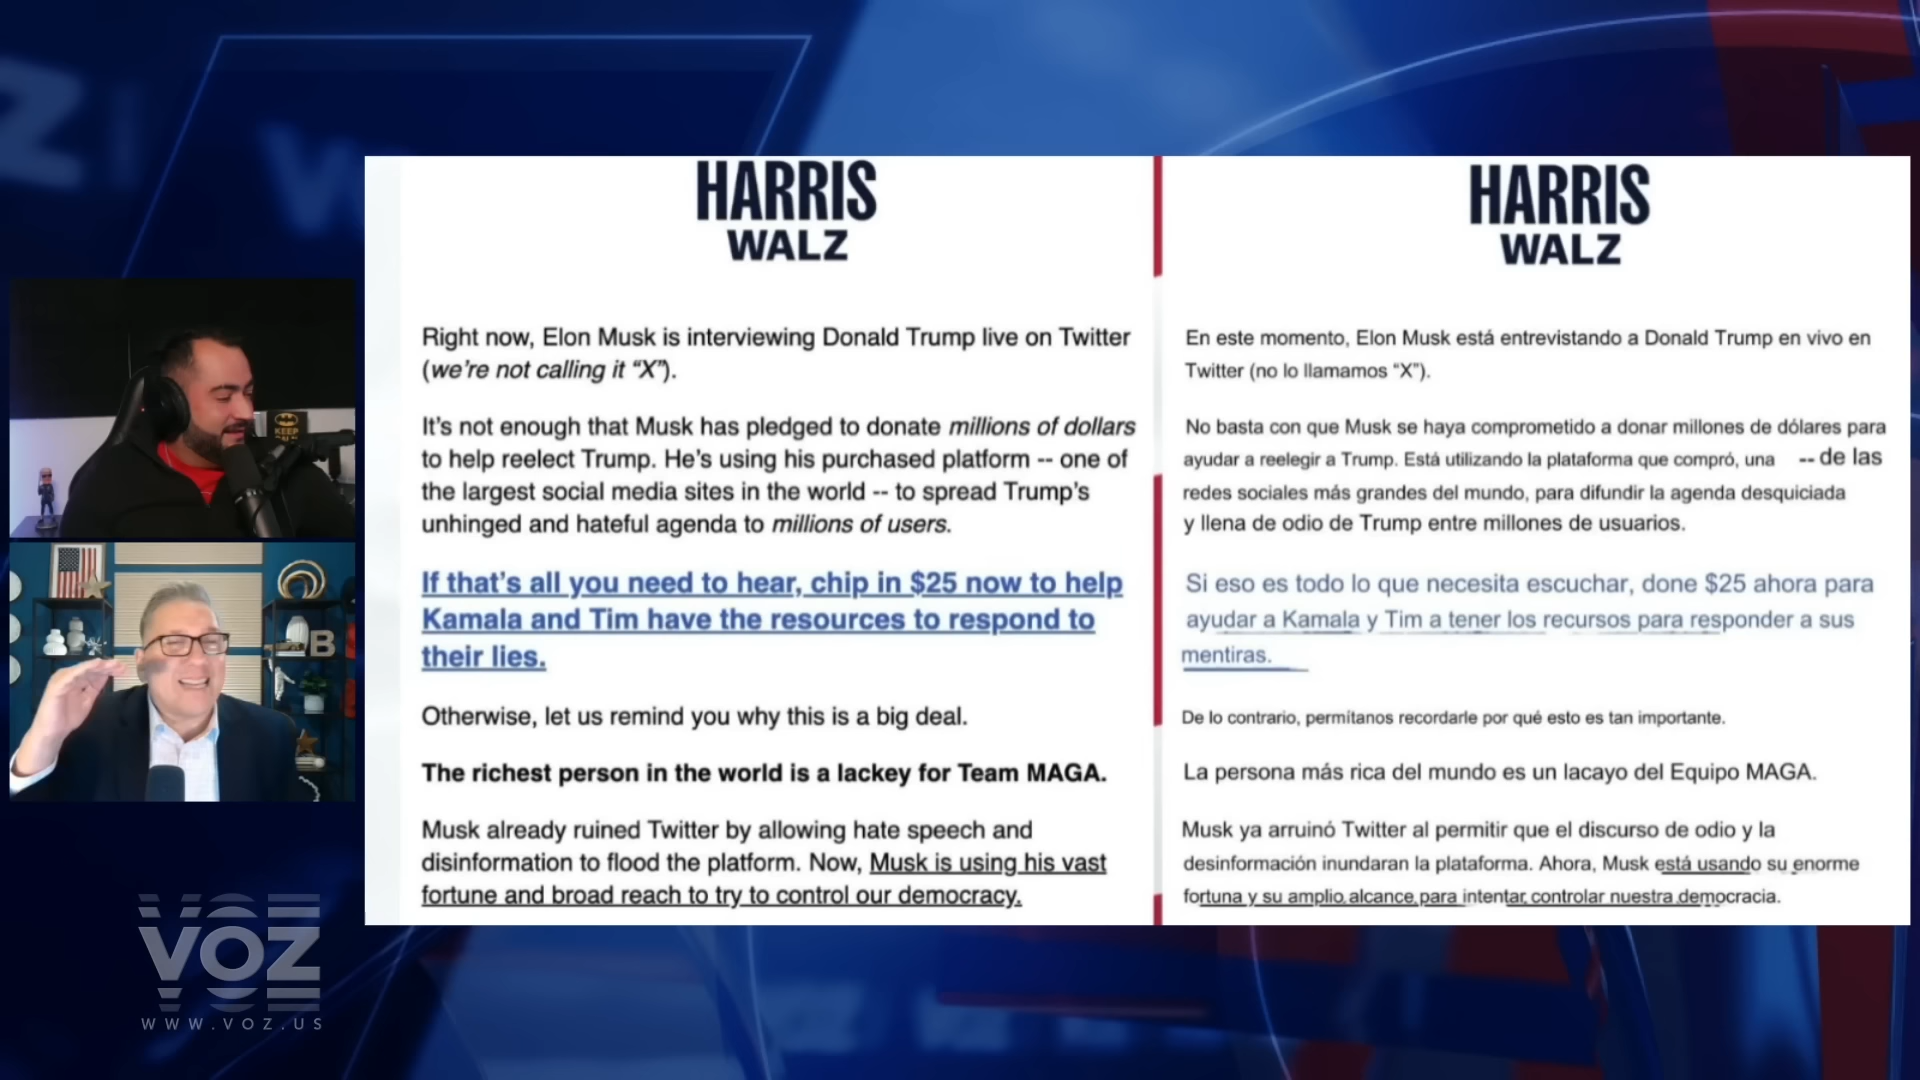 HARRIS
WALZ
Right now, Elon Musk is interviewing Donald Trump live on Twitter
(we're not calling it “X”).
It's not enough that Musk has pledged to donate millions of dollars
to help reelect Trump. He's using his purchased platform -- one of
the largest social media sites in the world -- to spread Trump's
unhinged and hateful agenda to millions of users.
If that's all you need to hear, chip in $25 now to help
Kamala and Tim have the resources to respond to
their lies.
Otherwise, let us remind you why this is a big deal.
The richest person in the world is a lackey for Team MAGA.
Musk already ruined Twitter by allowing hate speech and
disinformation to flood the platform. Now, Musk is using his vast
fortune and broad reach to try to control our democracy.
HARRIS
WALZ
En este momento, Elon Musk está entrevistando a Donald Trump en vivo en
Twitter (no lo llamamos “X”).
No basta con que Musk se haya comprometido a donar millones de dólares para
ayudar a reelegir a Trump. Está utilizando la plataforma que compró, una -- de las
redes sociales más grandes del mundo, para difundir la agenda desquiciada
y llena de odio de Trump entre millones de usuarios.
Si eso es todo lo que necesita escuchar, done $25 ahora para
ayudar a Kamala y Tim a tener los recursos para responder a sus
mentiras.
De lo contrario, permítanos recordarle por qué esto es tan importante.
La persona más rica del mundo es un lacayo del Equipo MAGA.
Musk ya arruinó Twitter al permitir que el discurso de odio y la
desinformación inundaran la plataforma. Ahora, Musk está usando su enorme
fortuna y su amplio alcance para intentar controlar nuestra democracia.
KEEP
B
VOZ
WWW.VOZ.US